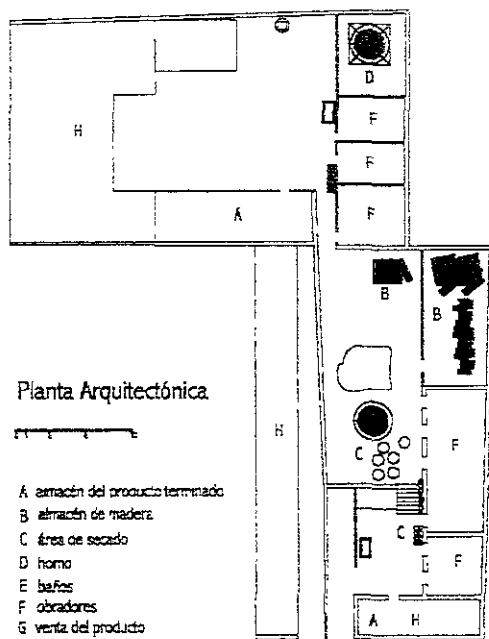 D
H
F
F
F
A
B
B
Planta Arquitectónica
H
F
C
C
F
A H
A almacén del producto terminado
B almacén de madera
C área de secado
D horno
E baños
F obradores
G venta del producto